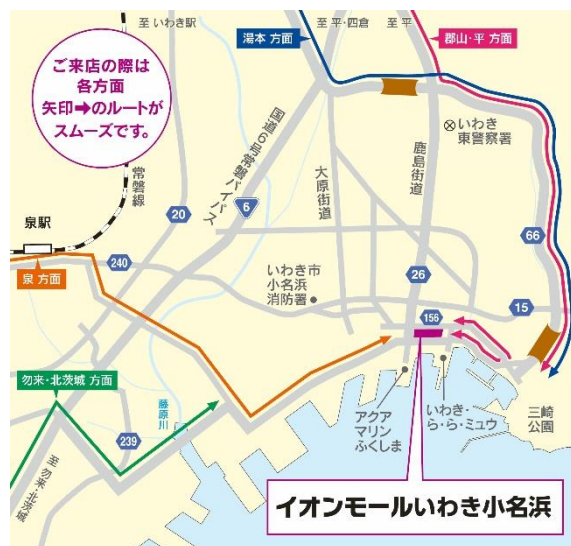 至 いわき駅
至 平・四倉
至 平
湯本 方面
郡山・平 方面
ご来店の際は
各方面
矢印➡のルートが
スムーズです。
国道6号常磐バイパス
6
大原街道
鹿島街道
いわき
東警察署
常磐線
20
泉駅
240
泉 方面
いわき市
小名浜
消防署
26
66
156
15
勿来・北茨城 方面
藤原川
239
至 勿来・北茨城
アクア
マリン
ふくしま
いわき・
ら・ら・ミュウ
三崎
公園
イオンモールいわき小名浜